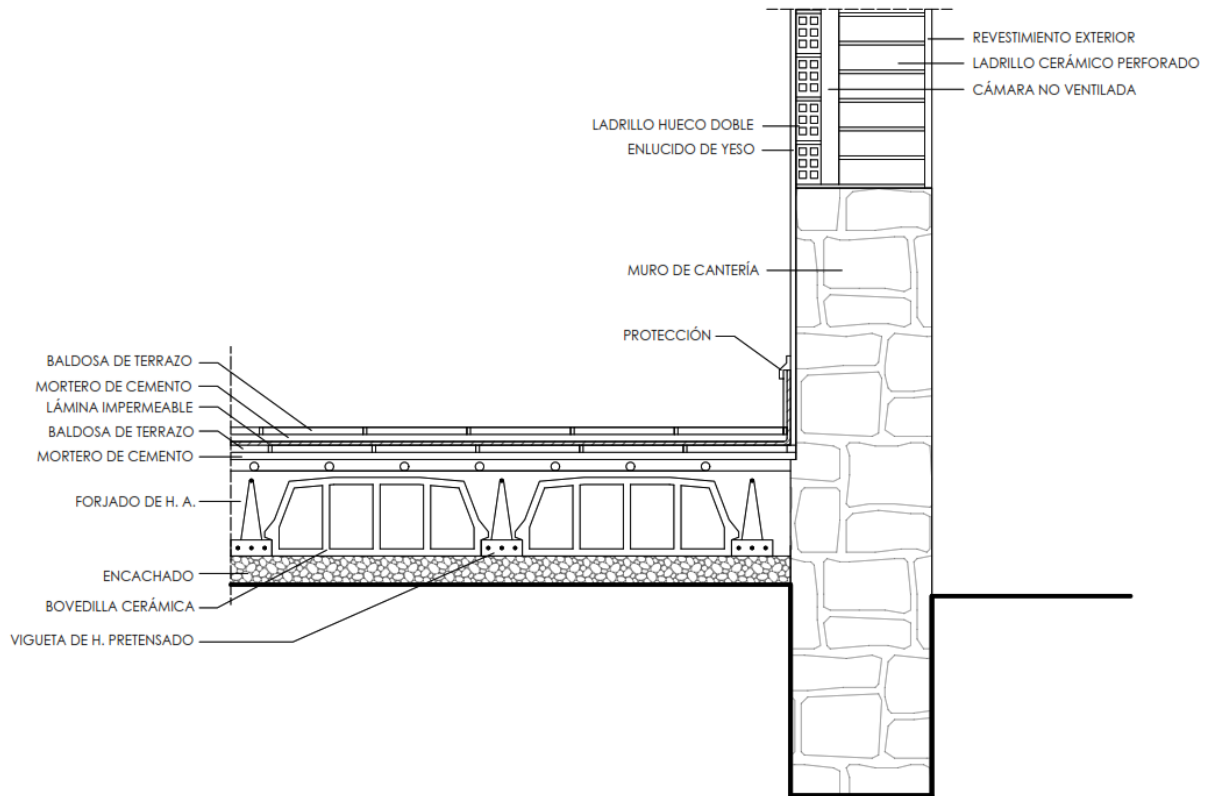 REVESTIMIENTO EXTERIOR
LADRILLO CERÁMICO PERFORADO
CÁMARA NO VENTILADA
LADRILLO HUECO DOBLE
ENLUCIDO DE YESO
MURO DE CANTERÍA
PROTECCIÓN
BALDOSA DE TERRAZO
MORTERO DE CEMENTO
LÁMINA IMPERMEABLE
BALDOSA DE TERRAZO
MORTERO DE CEMENTO
FORJADO DE H. A.
ENCACHADO
BOVEDILLA CERÁMICA
VIGUETA DE H. PRETENSADO